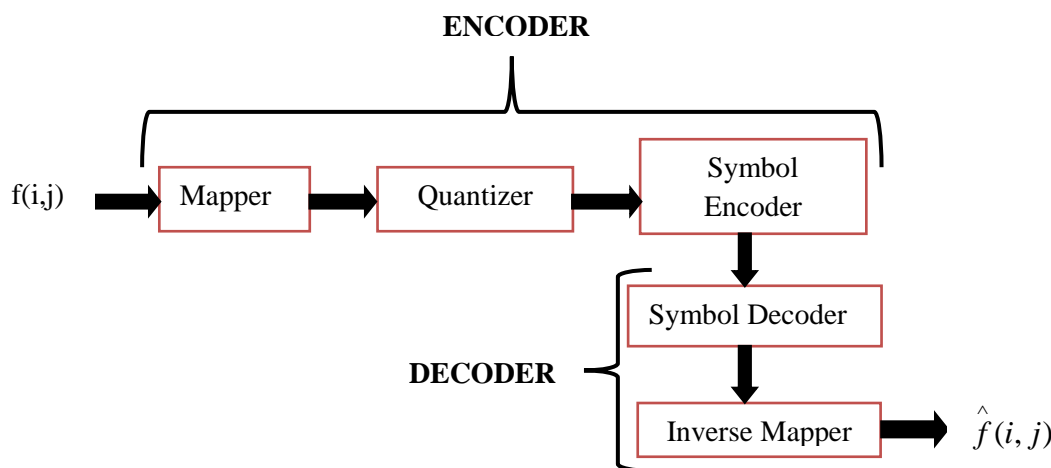 ENCODER
f(i,j)
Mapper
Quantizer
Symbol
Encoder
Symbol Decoder
DECODER
Inverse Mapper
^
f (i, j)